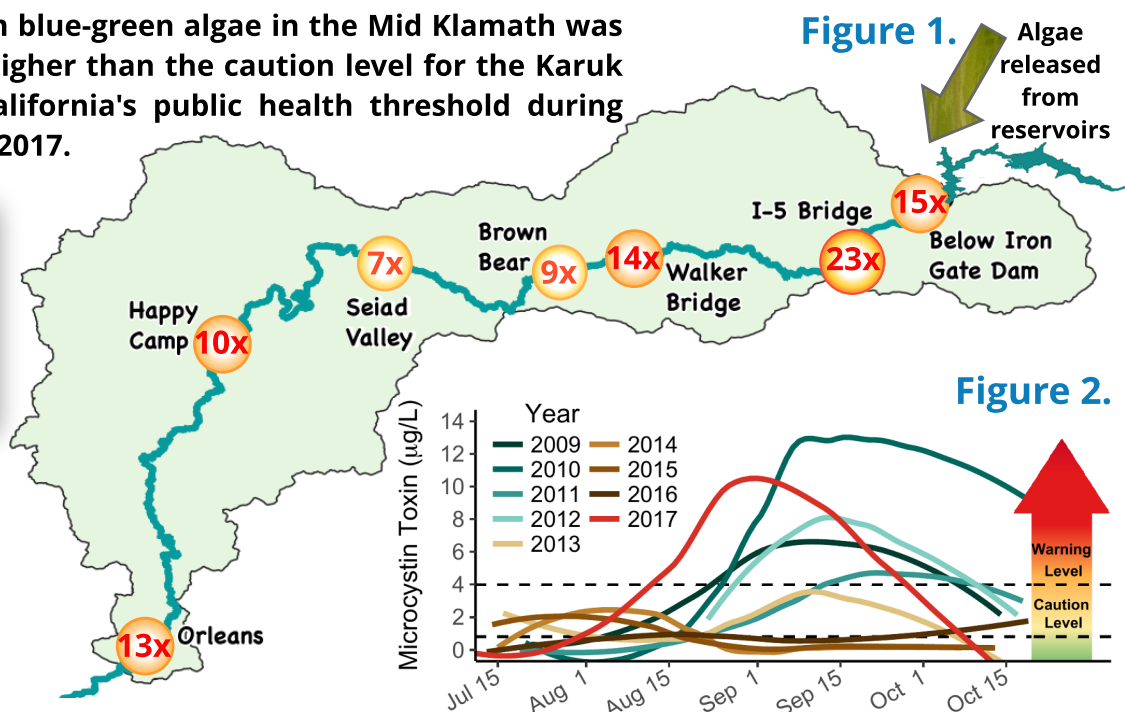 blue-green algae in the Mid Klamath was
than the caution level for the Karuk
California's public health threshold during
2017.
Figure 1.
Algae
released
from
reservoirs
15x
I-5 Bridge
Below Iron
Gate Dam
23x
Brown
Bear
14x
Walker
Bridge
9x
7x
Seiad
Valley
Happy
Camp
10x
13x
Orleans
Figure 2.
Microcystin Toxin (µg/L)
14
12
10
8
6
4
2
0
Year
2009
2010
2011
2012
2013
2014
2015
2016
2017
Warning
Level
Caution
Level
Jul 15
Aug 1
Aug 15
Sep 1
Sep 15
Oct 1
Oct 15